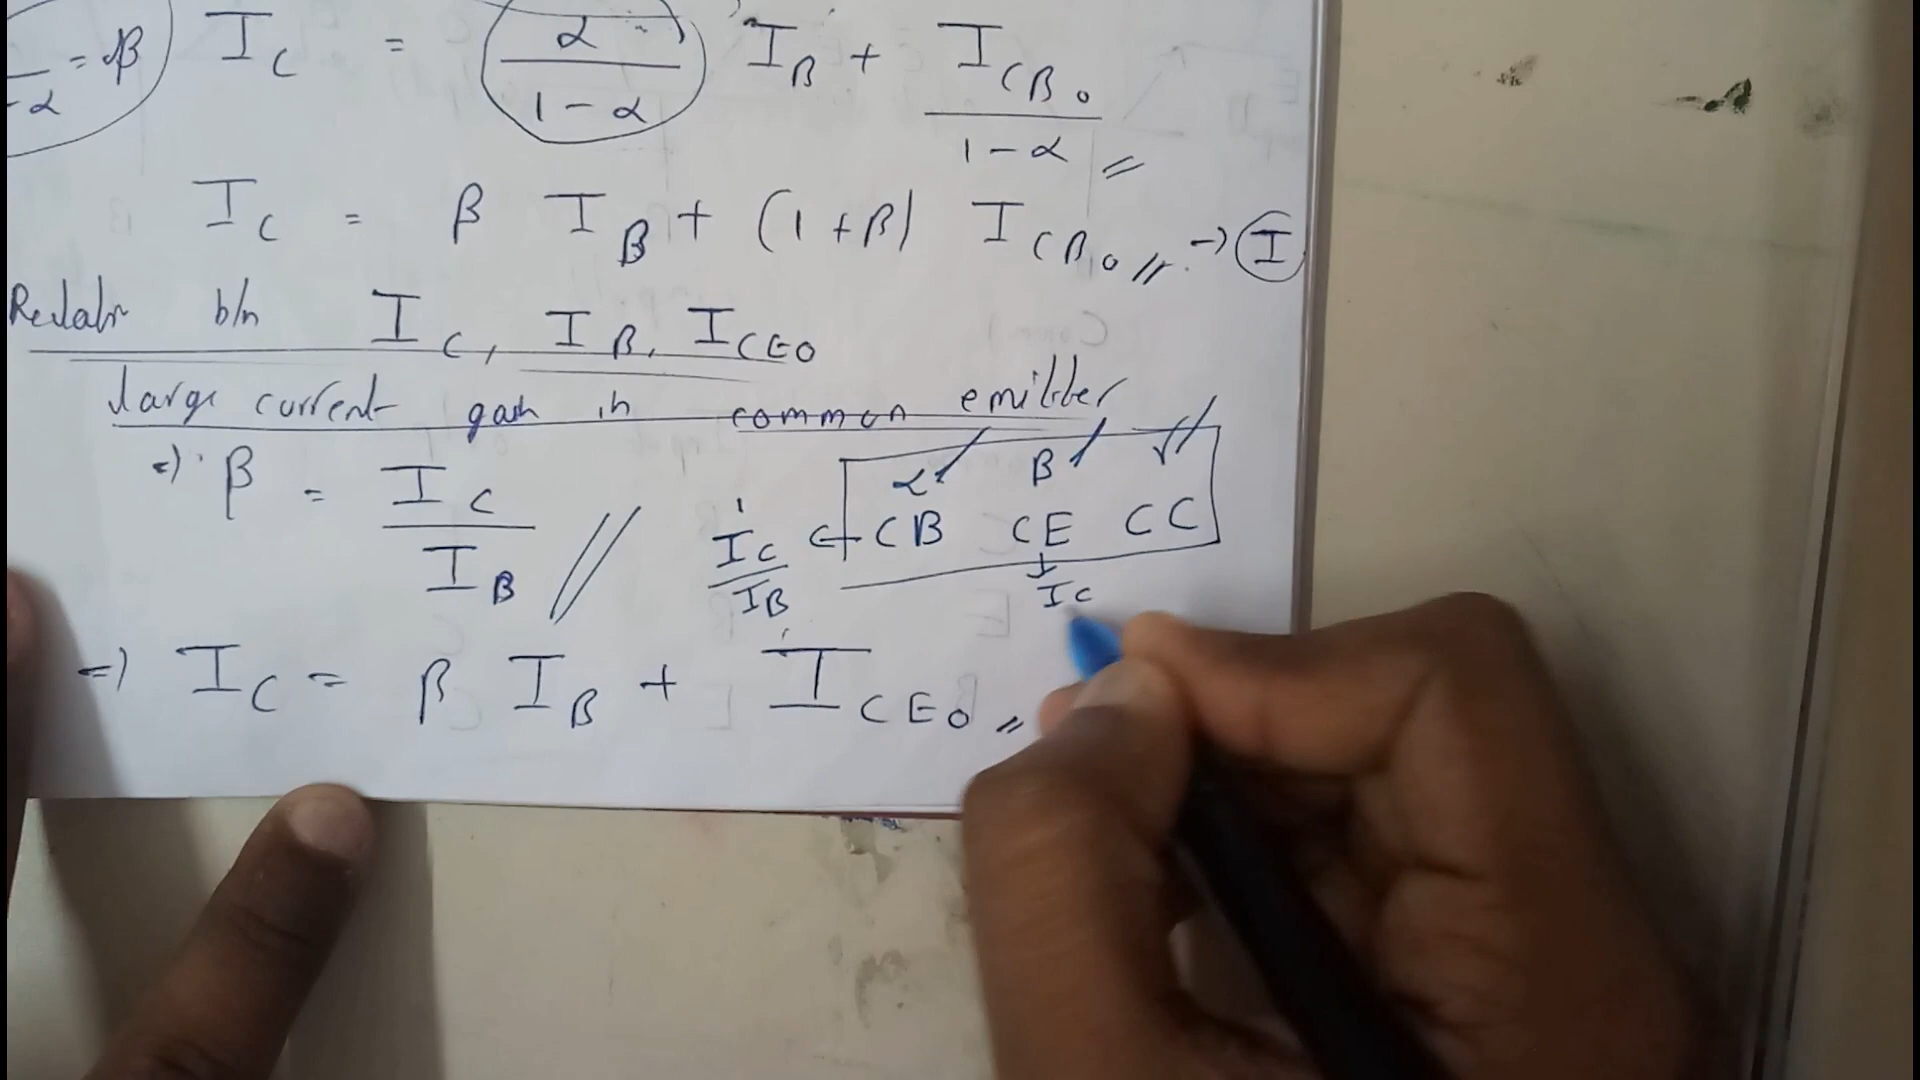 = β I_C = α / (1 - α) I_B + I_CBO / (1 - α) //
- α
I_C = β I_B + (1 + β) I_CBO // → (I)
b/n I_C, I_B, I_CEO
large current gain in common emitter
⇒ β = I_C / I_B //
α β
I_C / I_B ← CB CE CC
↓
I_C
⇒ I_C = β I_B + I_CEO //